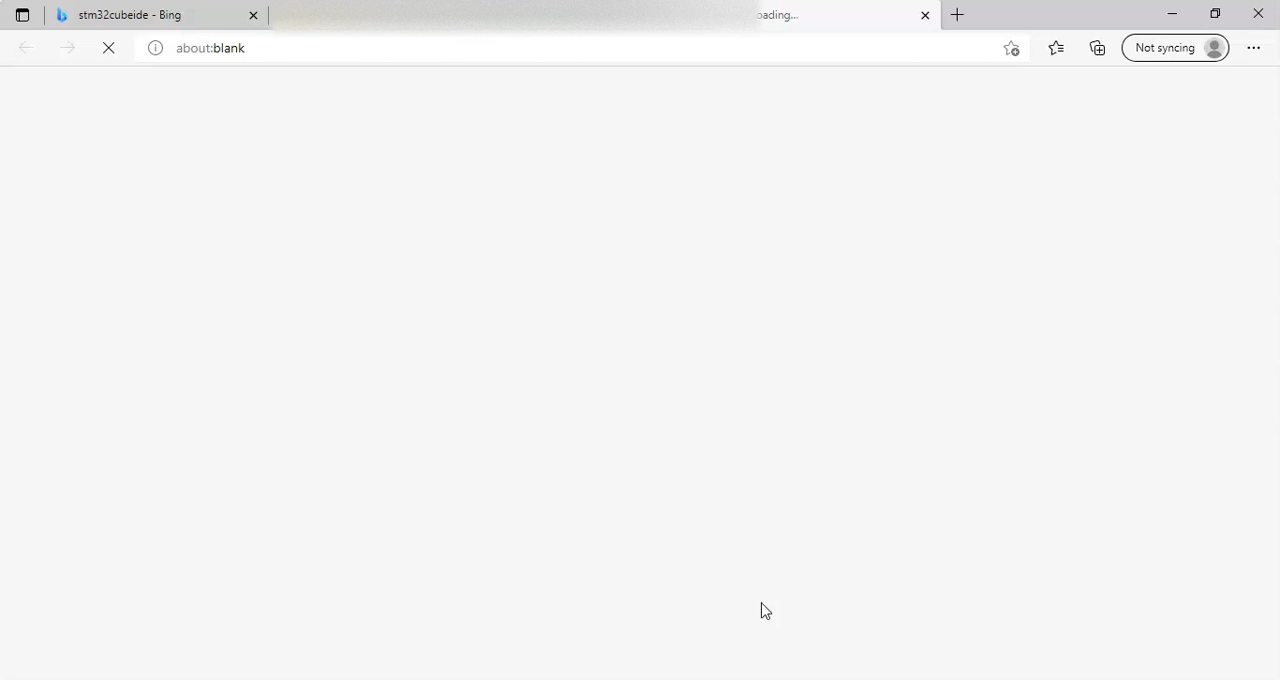 stm32cubeide - Bing
oading...
about:blank
Not syncing